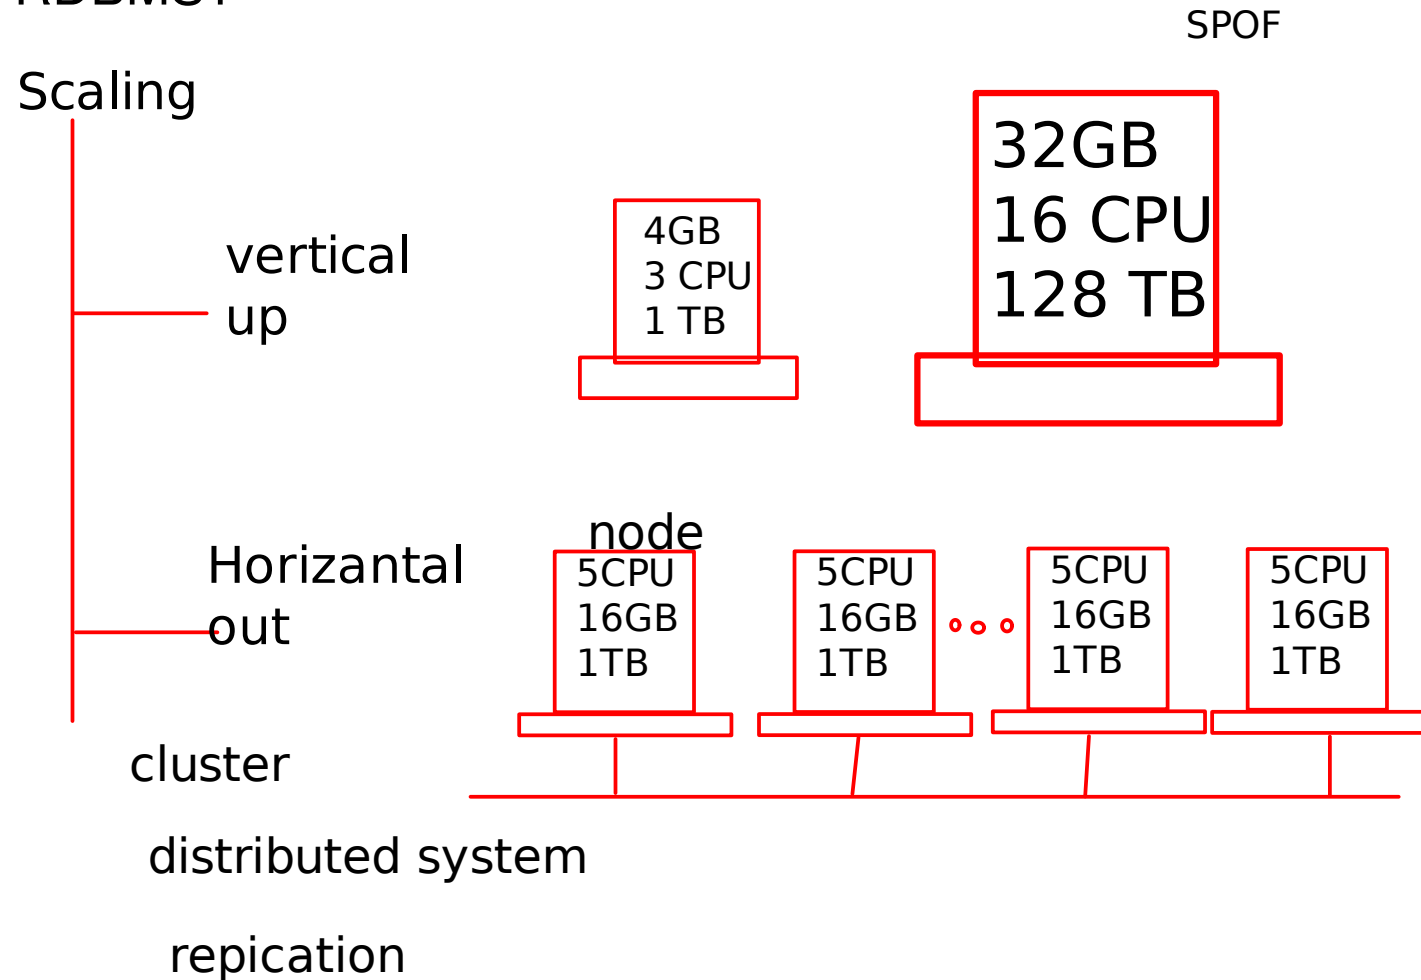 SPOF
Scaling
32GB
16 CPU
128 TB
4GB
3 CPU
1 TB
vertical
up
node
Horizantal
out
5CPU
16GB
1TB
5CPU
16GB
1TB
5CPU
16GB
1TB
5CPU
16GB
1TB
cluster
distributed system
repication